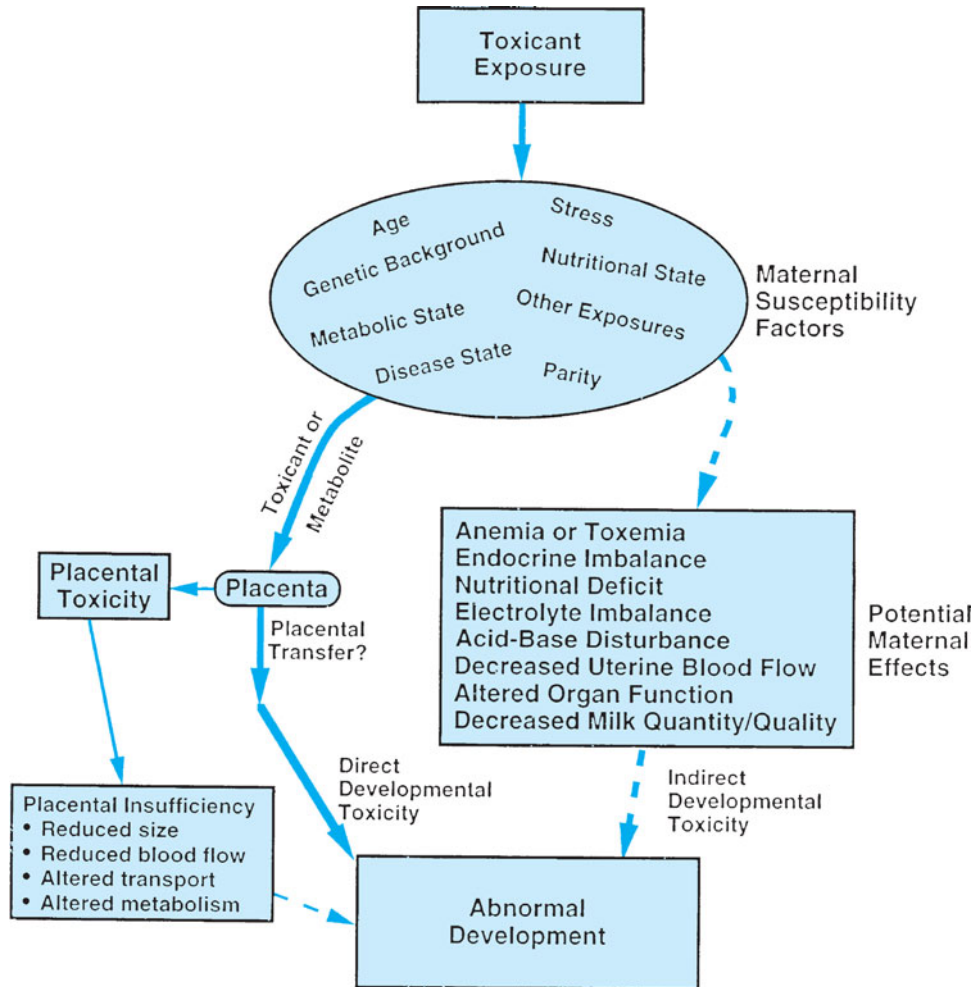 Toxicant
Exposure
Age
Stress
Genetic Background
Nutritional State
Metabolic State
Other Exposures
Disease State
Parity
Maternal
Susceptibility
Factors
Toxicant or
Metabolite
Placental
Toxicity
Placenta
Placental
Transfer?
Anemia or Toxemia
Endocrine Imbalance
Nutritional Deficit
Electrolyte Imbalance
Acid-Base Disturbance
Decreased Uterine Blood Flow
Altered Organ Function
Decreased Milk Quantity/Quality
Potential
Maternal
Effects
Direct
Developmental
Toxicity
Indirect
Developmental
Toxicity
Placental Insufficiency
• Reduced size
• Reduced blood flow
• Altered transport
• Altered metabolism
Abnormal
Development